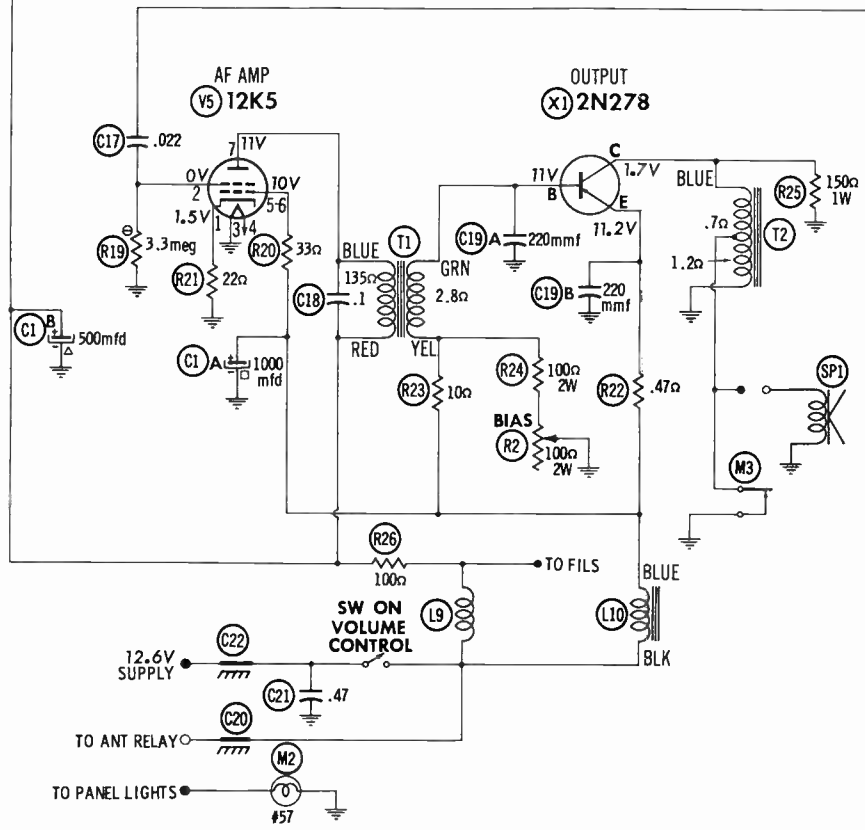 AF AMP
V5 12K5
OUTPUT
X1 2N278
C17 .022
7 11V
0V
2
10V
5-6
1.5V
1
3 4
R19
3.3 meg
R21
22Ω
R20
33Ω
C1 B
500mfd
C1 A
1000
mfd
C18
.1
BLUE
135Ω
RED
T1
GRN
2.8Ω
YEL
11V
B
C
1.7V
E
11.2V
C19 A
220mmf
C19 B
220
mmf
BLUE
.7Ω
1.2Ω
T2
R25
150Ω
1W
R23
10Ω
R24
100Ω
2W
BIAS
R2
100Ω
2W
R22
.47Ω
SP1
M3
R26
100Ω
TO FILS
L9
BLUE
L10
BLK
SW ON
VOLUME
CONTROL
C22
12.6V
SUPPLY
C21 .47
C20
TO ANT RELAY
M2
TO PANEL LIGHTS
#57